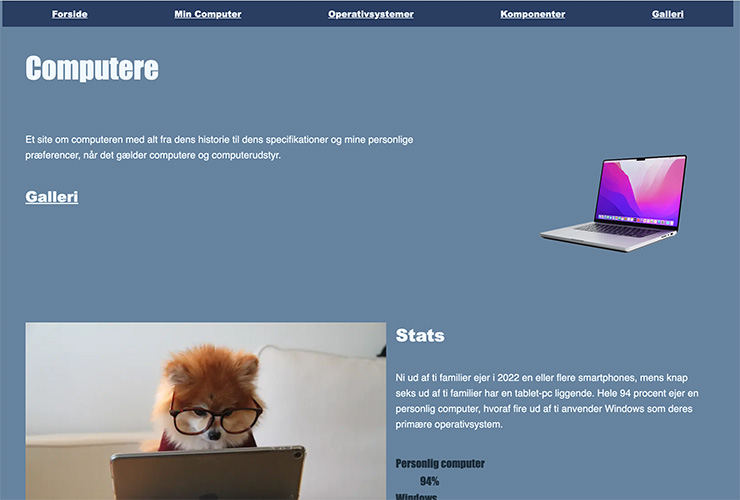 Forside Min Computer Operativsystemer Komponenter Galleri
Computere
Et site om computeren med alt fra dens historie til dens specifikationer og mine personlige
præferencer, når det gælder computere og computerudstyr.
Galleri
Stats
Ni ud af ti familier ejer i 2022 en eller flere smartphones, mens knap
seks ud af ti familier har en tablet-pc liggende. Hele 94 procent ejer en
personlig computer, hvoraf fire ud af ti anvender Windows som deres
primære operativsystem.
Personlig computer
94%
Windows